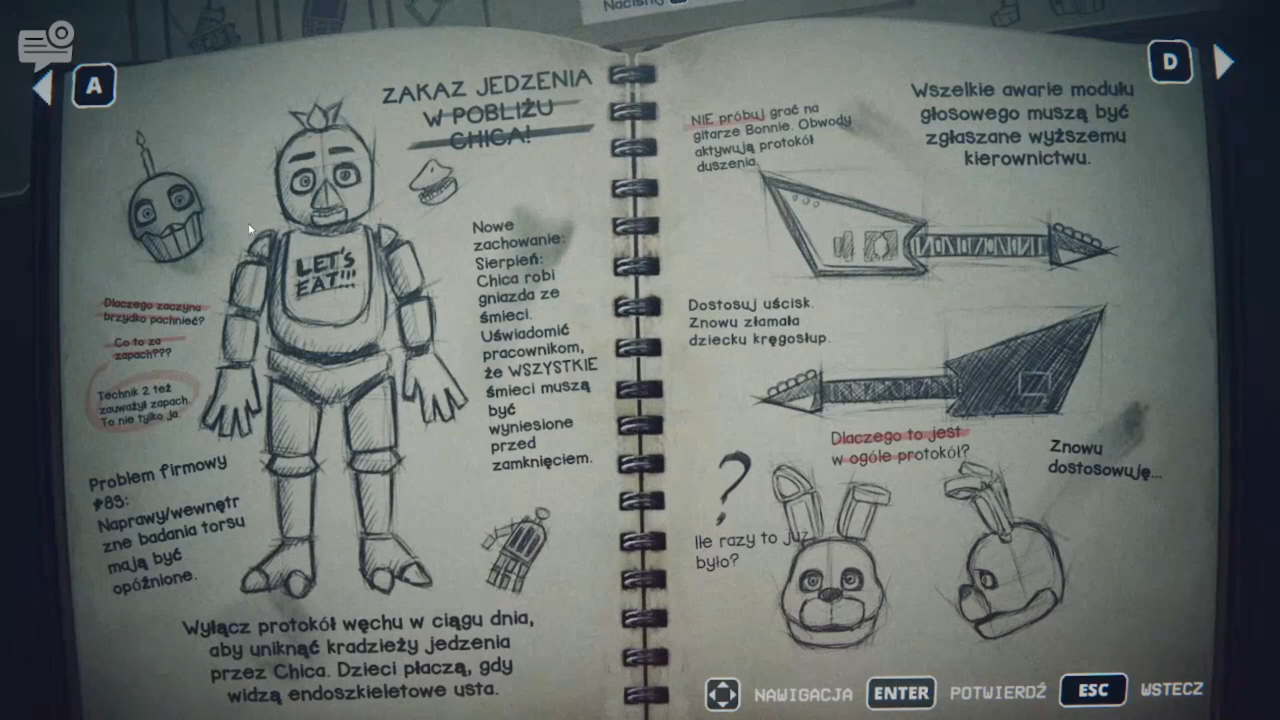 Naciśnij
A
D
ZAKAZ JEDZENIA
W POBLIŻU
CHICA!
LET'S
EAT!!!
Nowe
zachowanie:
Sierpień:
Chica robi
gniazda ze
śmieci.
Uświadomić
pracownikom,
że WSZYSTKIE
śmieci muszą
być
wyniesione
przed
zamknięciem.
Dlaczego zaczyna
brzydko pachnieć?
Co to za
zapach???
Technik 2 też
zauważył zapach.
To nie tylko ja.
Problem firmowy
#83:
Naprawy/wewnętr
zne badania torsu
mają być
opóźnione.
Wyłącz protokół węchu w ciągu dnia,
aby uniknąć kradzieży jedzenia
przez Chica. Dzieci płaczą, gdy
widzą endoszkieletowe usta.
NIE próbuj grać na
gitarze Bonnie. Obwody
aktywują protokół
duszenia.
Wszelkie awarie modułu
głosowego muszą być
zgłaszane wyższemu
kierownictwu.
Dostosuj uścisk.
Znowu złamała
dziecku kręgosłup.
Dlaczego to jest
w ogóle protokół?
Znowu
dostosowuję...
?
Ile razy to już
było?
NAWIGACJA
ENTER
POTWIERDŹ
ESC
WSTECZ